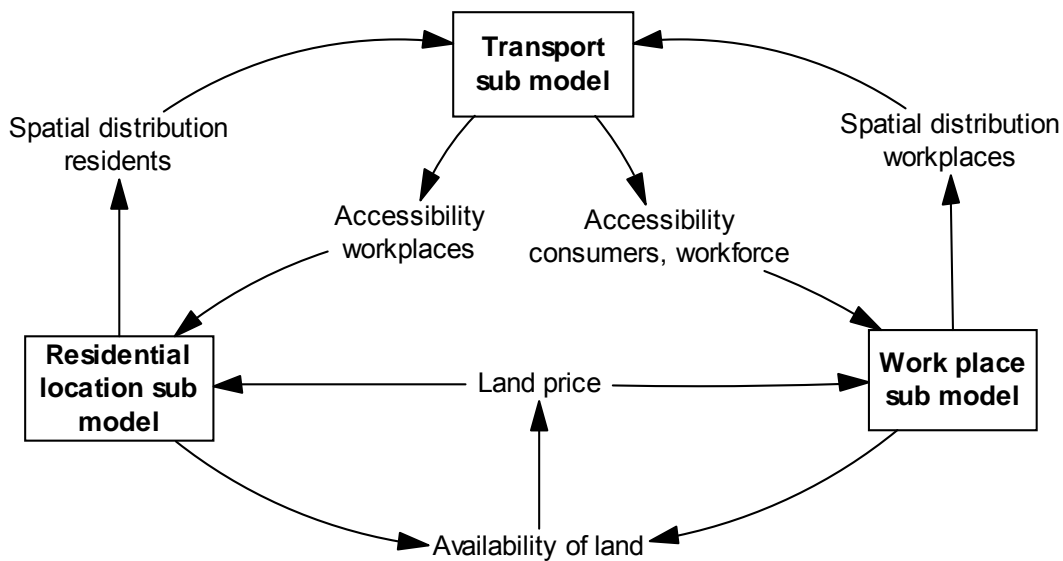 Transport
sub model
Spatial distribution
residents
Spatial distribution
workplaces
Accessibility
workplaces
Accessibility
consumers, workforce
Residential
location sub
model
Land price
Work place
sub model
Availability of land